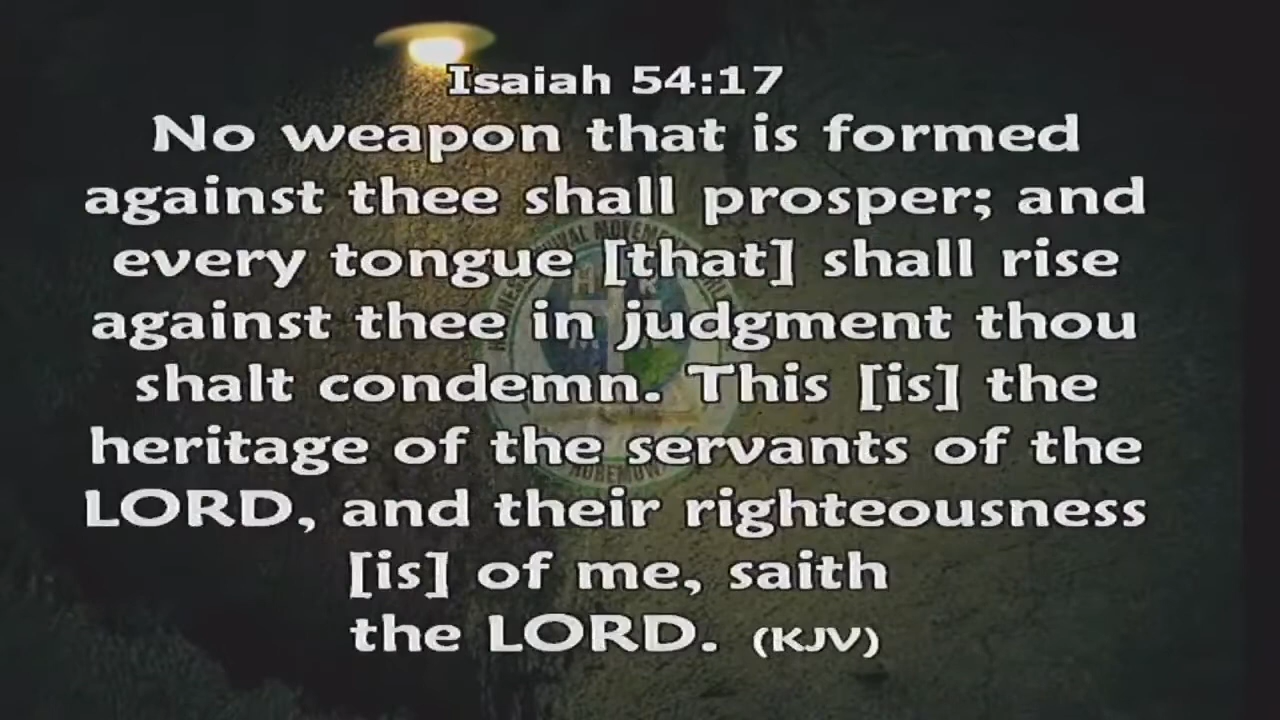 Isaiah 54:17
No weapon that is formed
against thee shall prosper; and
every tongue [that] shall rise
against thee in judgment thou
shalt condemn. This [is] the
heritage of the servants of the
LORD, and their righteousness
[is] of me, saith
the LORD. (KJV)